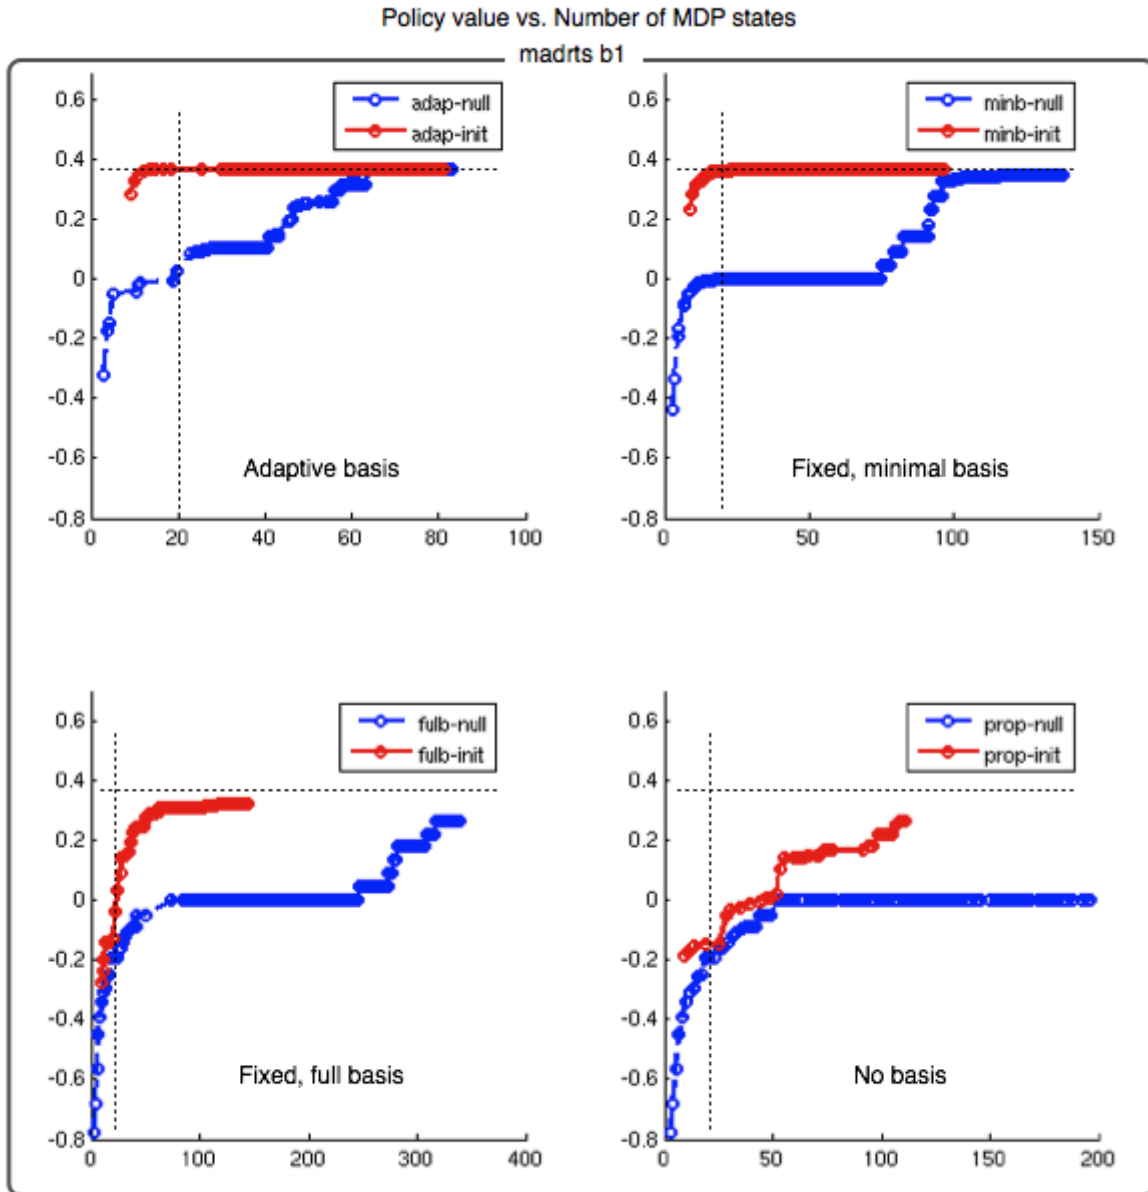 Policy value vs. Number of MDP states
madrts b1
0.6
0.4
0.2
0
-0.2
-0.4
-0.6
-0.8
0 20 40 60 80 100
adap-null
adap-init
Adaptive basis
0.6
0.4
0.2
0
-0.2
-0.4
-0.6
-0.8
0 50 100 150
minb-null
minb-init
Fixed, minimal basis
0.6
0.4
0.2
0
-0.2
-0.4
-0.6
-0.8
0 100 200 300 400
fulb-null
fulb-init
Fixed, full basis
0.6
0.4
0.2
0
-0.2
-0.4
-0.6
-0.8
0 50 100 150 200
prop-null
prop-init
No basis